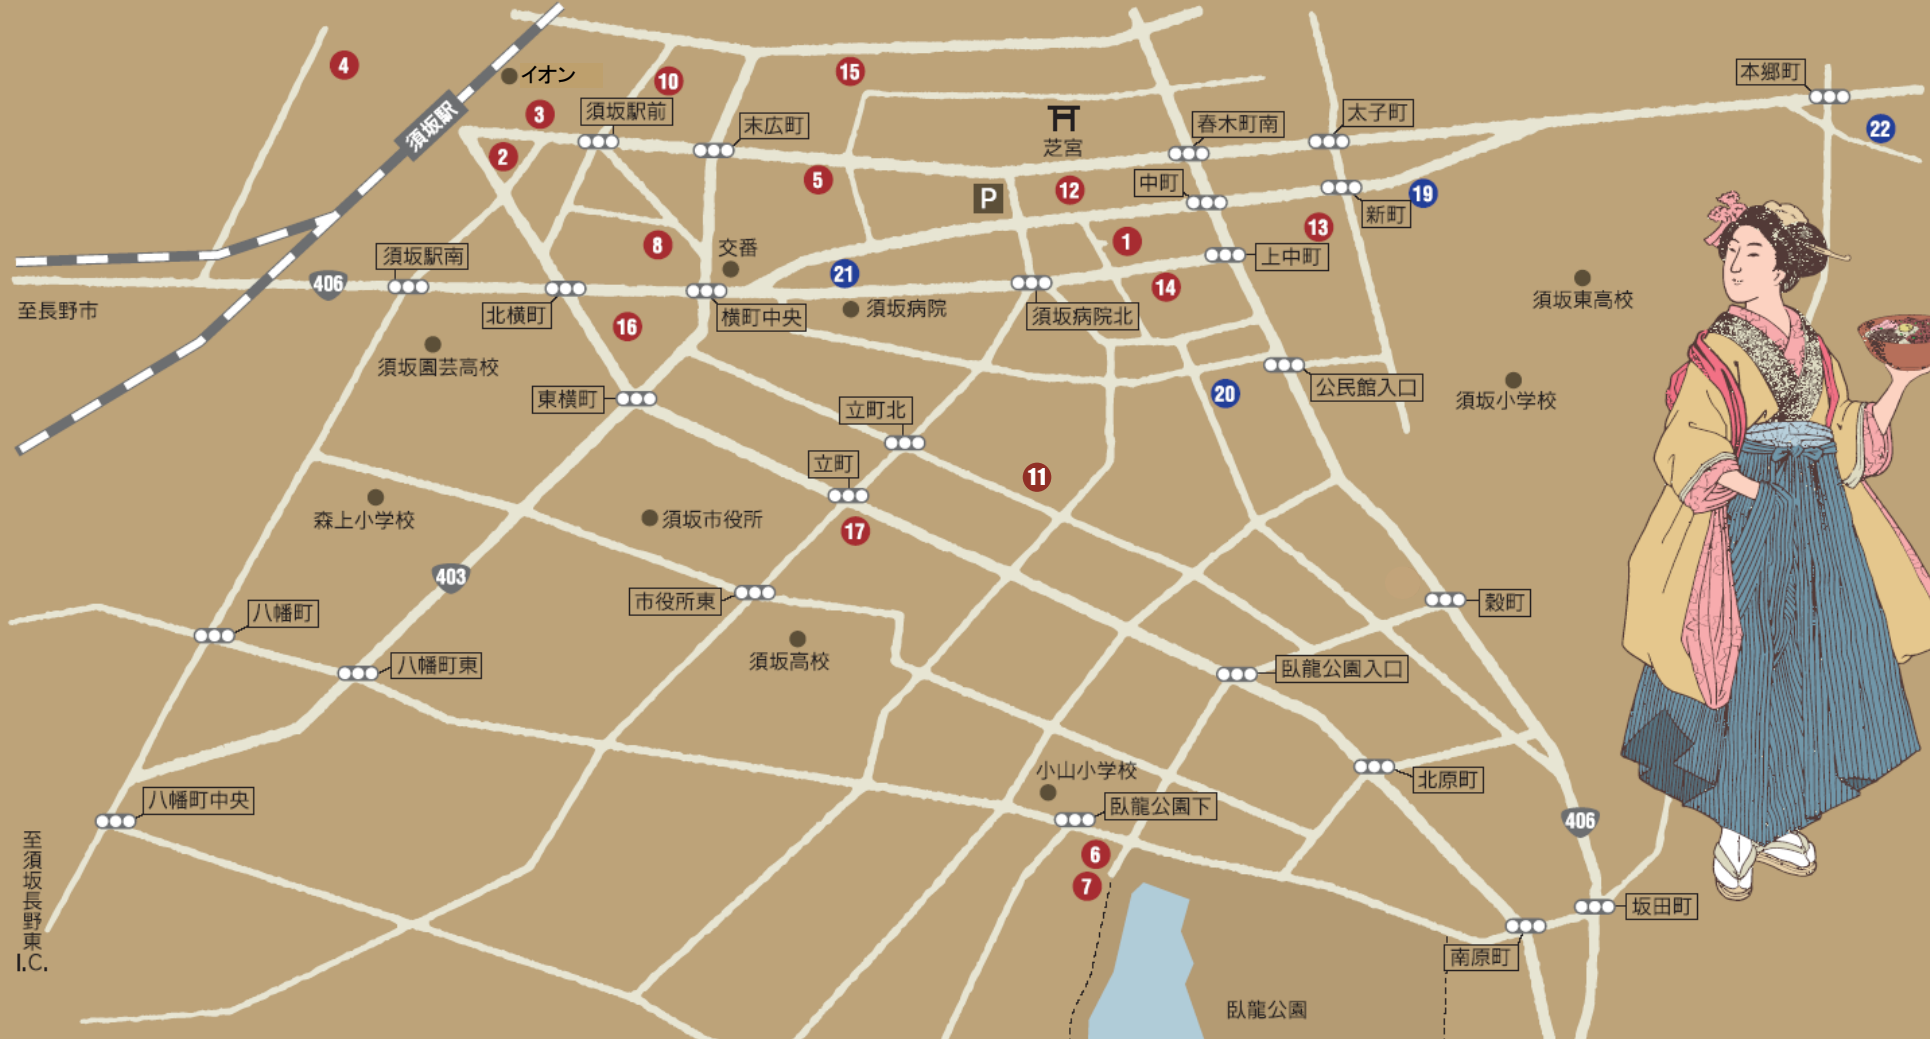 本郷町
4
イオン
10
15
22
3
須坂駅前
末広町
太子町
春木町南
須坂駅
芝宮
2
5
P
12
中町
19
新町
13
1
8
交番
上中町
須坂駅南
406
21
14
須坂東高校
至長野市
北横町
横町中央
須坂病院
須坂病院北
16
須坂園芸高校
公民館入口
20
須坂小学校
東横町
立町北
立町
11
森上小学校
須坂市役所
17
403
市役所東
穀町
八幡町
須坂高校
八幡町東
臥龍公園入口
小山小学校
北原町
八幡町中央
臥龍公園下
406
至須坂長野東
I.C.
6
7
坂田町
南原町
臥龍公園